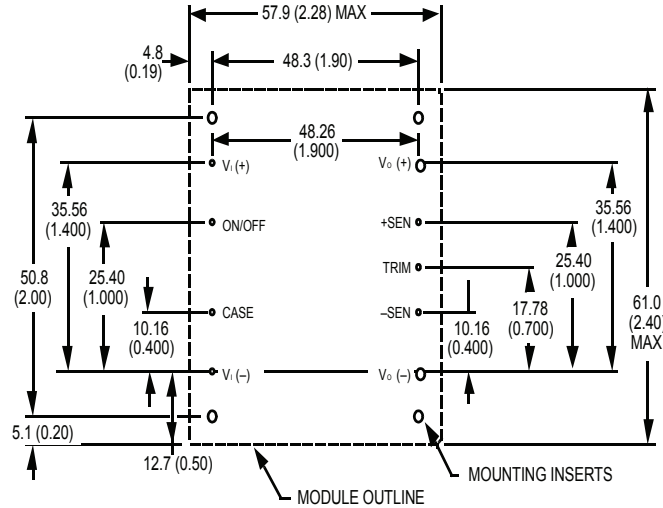 57.9 (2.28) MAX
4.8
(0.19)
48.3 (1.90)
48.26
(1.900)
VI (+)
VO (+)
35.56
(1.400)
35.56
(1.400)
ON/OFF
+SEN
25.40
(1.000)
25.40
(1.000)
50.8
(2.00)
TRIM
61.0
(2.40)
MAX
17.78
(0.700)
CASE
–SEN
10.16
(0.400)
10.16
(0.400)
VI (–)
VO (–)
5.1 (0.20)
12.7 (0.50)
MOUNTING INSERTS
MODULE OUTLINE